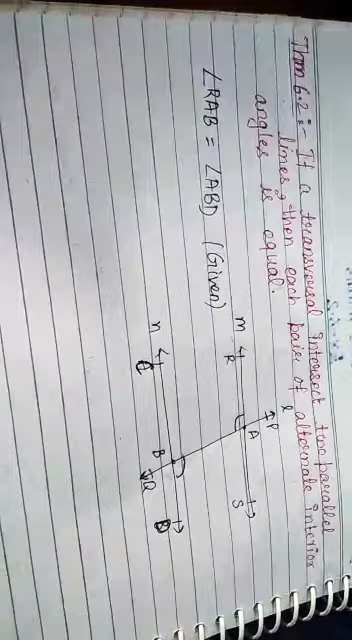 Thm 6.2 :- If a transversal intersect two parallel
lines, then each pair of alternate interior
angles is equal.
∠RAB = ∠ABD (Given)
l
P
m
R
A
S
n
C
B
D
Q